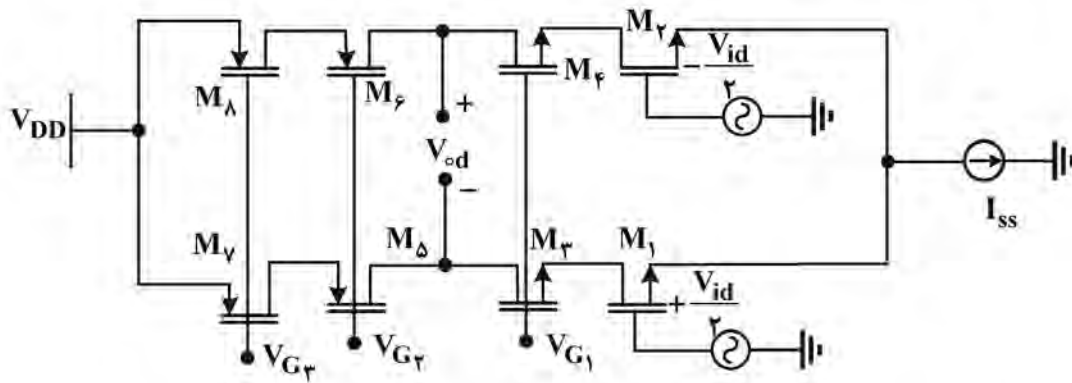 M۲
−V_id/۲
M۴
M۸
M۶
V_DD
+
V_od
−
I_ss
M۷
M۵
M۳
M۱
+V_id/۲
V_G۳
V_G۲
V_G۱